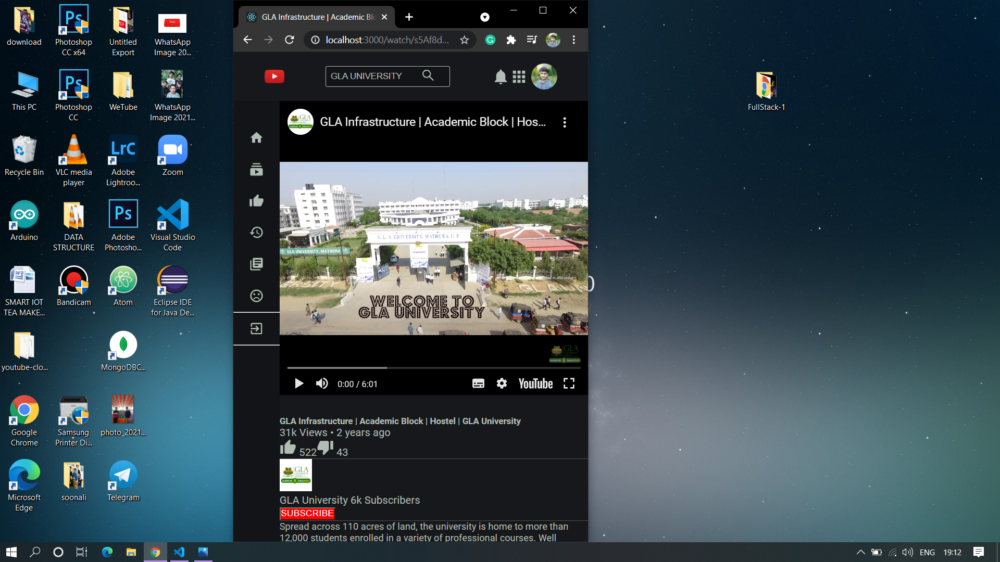 download
Photoshop
CC x64
Untitled
Export
WhatsApp
Image 20...
This PC
Photoshop
CC
WeTube
WhatsApp
Image 2021...
Recycle Bin
VLC media
player
Adobe
Lightroo...
Zoom
Arduino
DATA
STRUCTURE
Adobe
Photosho...
Visual Studio
Code
SMART IOT
TEA MAKE...
Bandicam
Atom
Eclipse IDE
for Java De...
youtube-clo...
MongoDBC...
Google
Chrome
Samsung
Printer Di...
photo_2021...
Microsoft
Edge
soonali
Telegram
GLA Infrastructure | Academic Blo
localhost:3000/watch/s5Af8d...
GLA UNIVERSITY
GLA Infrastructure | Academic Block | Hos...
G. L. A. UNIVERSITY, MATHURA. U. P.
GLA UNIVERSITY, MATHURA
WELCOME TO
GLA UNIVERSITY
GLA
UNIVERSITY
0:00 / 6:01
YouTube
GLA Infrastructure | Academic Block | Hostel | GLA University
31k Views • 2 years ago
522 43
GLA
UNIVERSITY
GLA University 6k Subscribers
SUBSCRIBE
Spread across 110 acres of land, the university is home to more than
12,000 students enrolled in a variety of professional courses. Well
FullStack-1
ENG
19:12